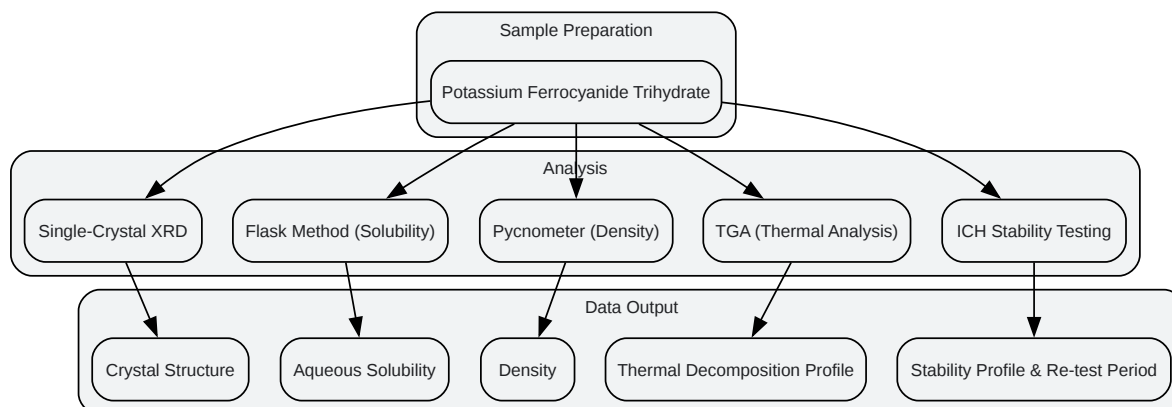 Sample Preparation
Potassium Ferrocyanide Trihydrate
Analysis
Single-Crystal XRD
Flask Method (Solubility)
Pycnometer (Density)
TGA (Thermal Analysis)
ICH Stability Testing
Data Output
Crystal Structure
Aqueous Solubility
Density
Thermal Decomposition Profile
Stability Profile & Re-test Period